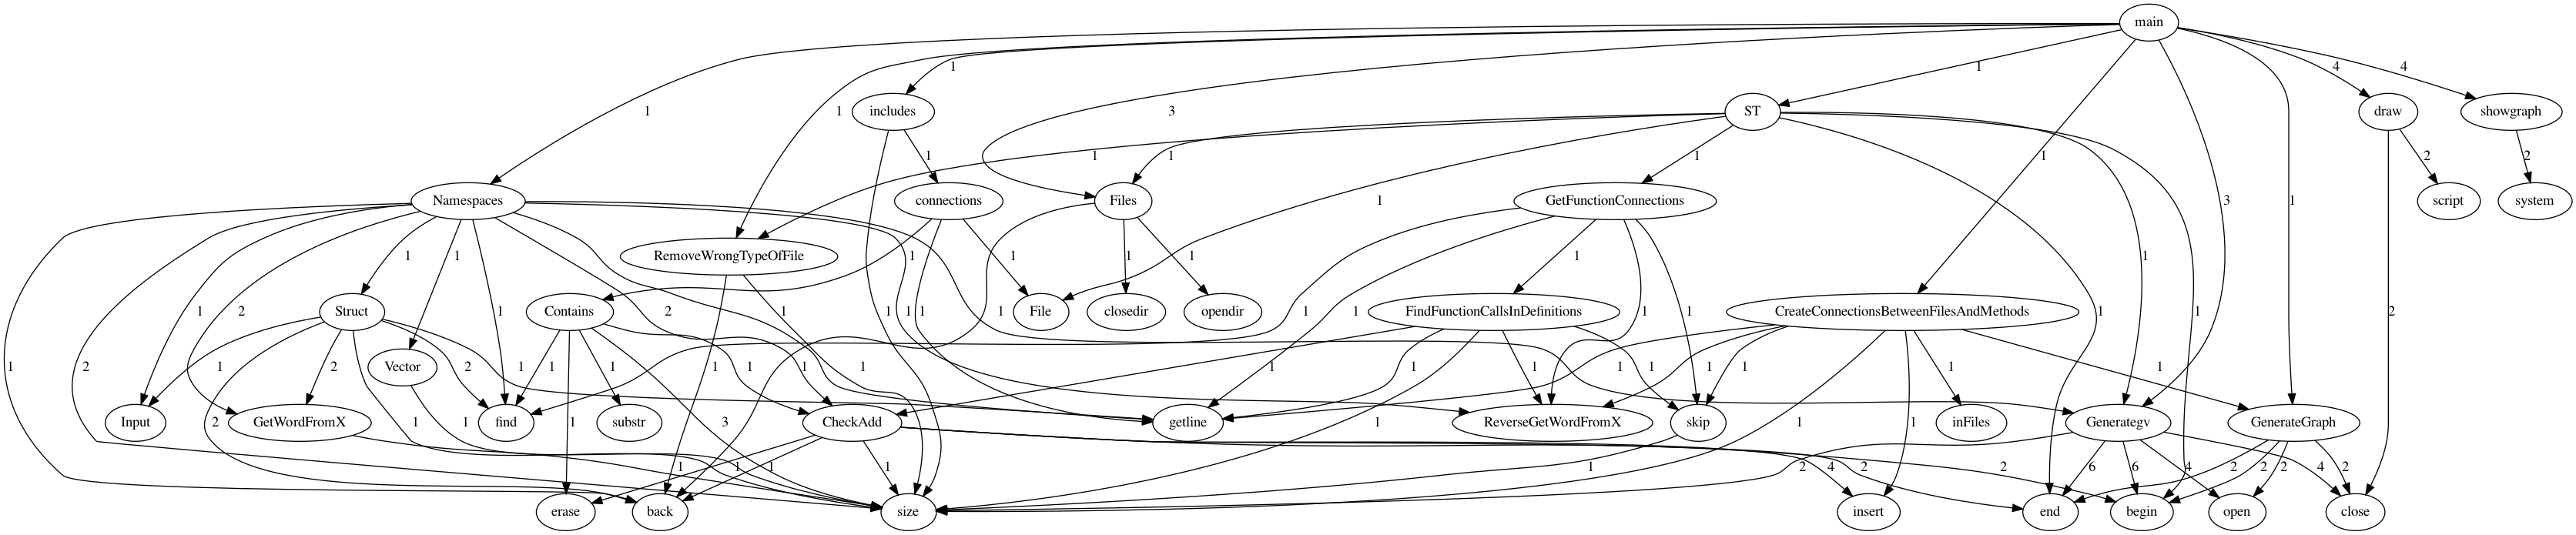 main
1
4
4
1
1
1
3
1
includes
ST
draw
showgraph
1
1
1
1
1
2
2
Namespaces
connections
Files
GetFunctionConnections
1
3
1
script
system
1
1
1
1
1
1
1
1
RemoveWrongTypeOfFile
1
2
1
1
2
1
1
1
1
1
1
1
1
2
Struct
Contains
File
closedir
opendir
FindFunctionCallsInDefinitions
CreateConnectionsBetweenFilesAndMethods
1
2
1
2
2
1
1
1
1
1
1
1
1
1
1
1
1
1
1
Vector
Input
GetWordFromX
find
substr
CheckAdd
getline
ReverseGetWordFromX
skip
inFiles
Generategv
GenerateGraph
2
1
1
1
3
1
1
1
1
1
1
1
4
2
2
2
6
6
4
4
2
2
2
2
erase
back
size
insert
end
begin
open
close